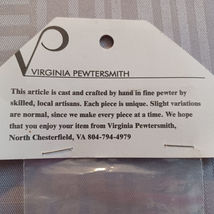 VP
VIRGINIA PEWTERSMITH
This article is cast and crafted by hand in fine pewter by
skilled, local artisans. Each piece is unique. Slight variations
are normal, since we make every piece at a time. We hope
that you enjoy your item from Virginia Pewtersmith,
North Chesterfield, VA 804-794-4979